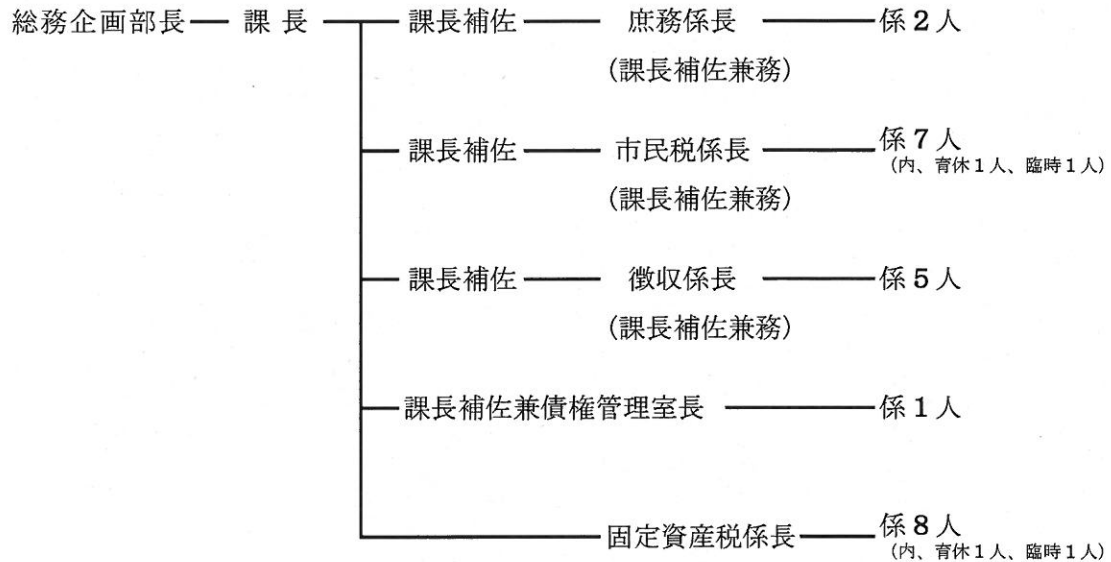 総務企画部長 課長 課長補佐 庶務係長 係2人
(課長補佐兼務)
課長補佐 市民税係長 係7人
(内、育休1人、臨時1人)
(課長補佐兼務)
課長補佐 徴収係長 係5人
(課長補佐兼務)
課長補佐兼債権管理室長 係1人
固定資産税係長 係8人
(内、育休1人、臨時1人)